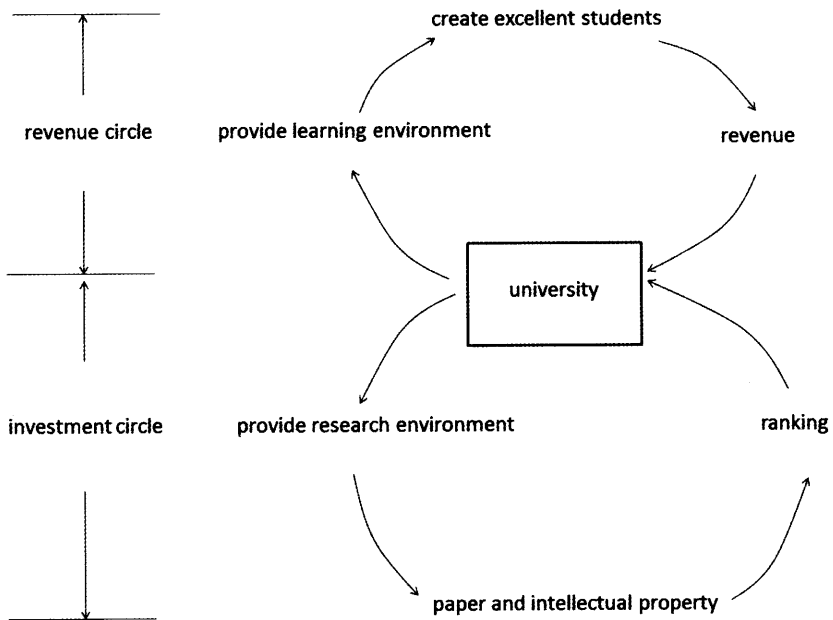 create excellent students
revenue circle
provide learning environment
revenue
university
investment circle
provide research environment
ranking
paper and intellectual property